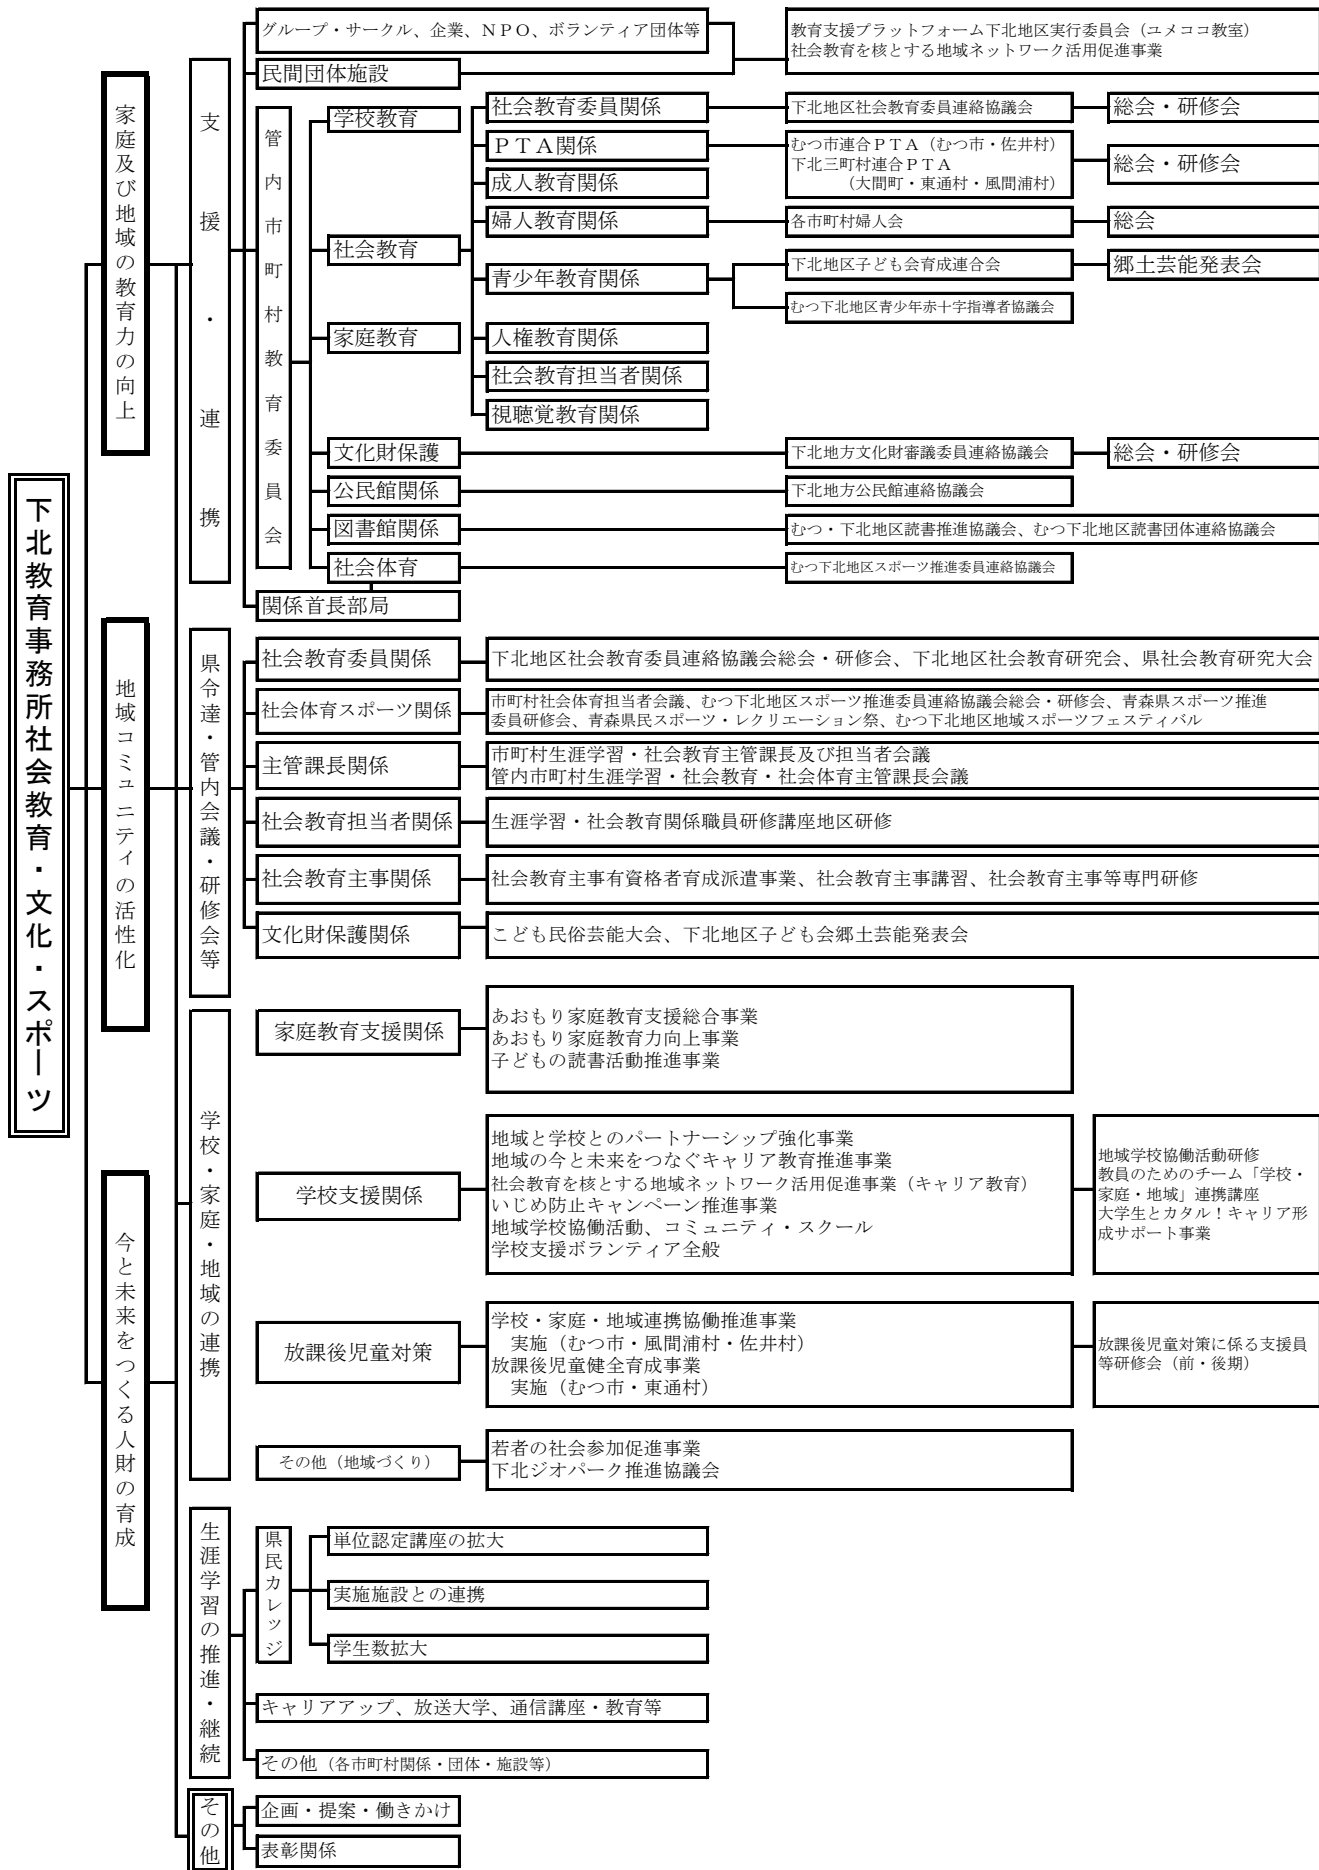 下北教育事務所社会教育・文化・スポーツ
家庭及び地域の教育力の向上
地域コミュニティの活性化
今と未来をつくる人財の育成
支援・連携
グループ・サークル、企業、ＮＰＯ、ボランティア団体等
教育支援プラットフォーム下北地区実行委員会（ユメココ教室）
社会教育を核とする地域ネットワーク活用促進事業
民間団体施設
管内市町村教育委員会
学校教育
社会教育
家庭教育
社会教育委員関係
下北地区社会教育委員連絡協議会
総会・研修会
ＰＴＡ関係
むつ市連合ＰＴＡ（むつ市・佐井村）
下北三町村連合ＰＴＡ
（大間町・東通村・風間浦村）
総会・研修会
成人教育関係
婦人教育関係
各市町村婦人会
総会
青少年教育関係
下北地区子ども会育成連合会
郷土芸能発表会
むつ下北地区青少年赤十字指導者協議会
人権教育関係
社会教育担当者関係
視聴覚教育関係
文化財保護
下北地方文化財審議委員連絡協議会
総会・研修会
公民館関係
下北地方公民館連絡協議会
図書館関係
むつ・下北地区読書推進協議会、むつ下北地区読書団体連絡協議会
社会体育
むつ下北地区スポーツ推進委員連絡協議会
関係首長部局
県令達・管内会議・研修会等
社会教育委員関係
下北地区社会教育委員連絡協議会総会・研修会、下北地区社会教育研究会、県社会教育研究大会
社会体育スポーツ関係
市町村社会体育担当者会議、むつ下北地区スポーツ推進委員連絡協議会総会・研修会、青森県スポーツ推進
委員研修会、青森県民スポーツ・レクリエーション祭、むつ下北地区地域スポーツフェスティバル
主管課長関係
市町村生涯学習・社会教育主管課長及び担当者会議
管内市町村生涯学習・社会教育・社会体育主管課長会議
社会教育担当者関係
生涯学習・社会教育関係職員研修講座地区研修
社会教育主事関係
社会教育主事有資格者育成派遣事業、社会教育主事講習、社会教育主事等専門研修
文化財保護関係
こども民俗芸能大会、下北地区子ども会郷土芸能発表会
学校・家庭・地域の連携
家庭教育支援関係
あおもり家庭教育支援総合事業
あおもり家庭教育力向上事業
子どもの読書活動推進事業
学校支援関係
地域と学校とのパートナーシップ強化事業
地域の今と未来をつなぐキャリア教育推進事業
社会教育を核とする地域ネットワーク活用促進事業（キャリア教育）
いじめ防止キャンペーン推進事業
地域学校協働活動、コミュニティ・スクール
学校支援ボランティア全般
地域学校協働活動研修
教員のためのチーム「学校・
家庭・地域」連携講座
大学生とカタル！キャリア形
成サポート事業
放課後児童対策
学校・家庭・地域連携協働推進事業
実施（むつ市・風間浦村・佐井村）
放課後児童健全育成事業
実施（むつ市・東通村）
放課後児童対策に係る支援員
等研修会（前・後期）
その他（地域づくり）
若者の社会参加促進事業
下北ジオパーク推進協議会
生涯学習の推進・継続
県民カレッジ
単位認定講座の拡大
実施施設との連携
学生数拡大
キャリアアップ、放送大学、通信講座・教育等
その他（各市町村関係・団体・施設等）
その他
企画・提案・働きかけ
表彰関係